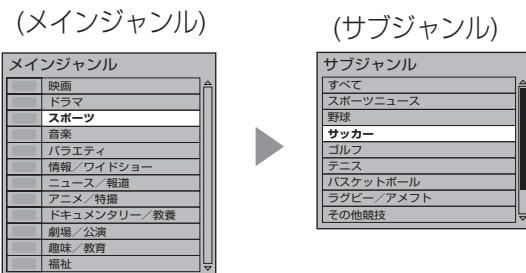 (メインジャンル)
メインジャンル
映画
ドラマ
スポーツ
音楽
バラエティ
情報／ワイドショー
ニュース／報道
アニメ／特撮
ドキュメンタリー／教養
劇場／公演
趣味／教育
福祉
(サブジャンル)
サブジャンル
すべて
スポーツニュース
野球
サッカー
ゴルフ
テニス
バスケットボール
ラグビー／アメフト
その他競技